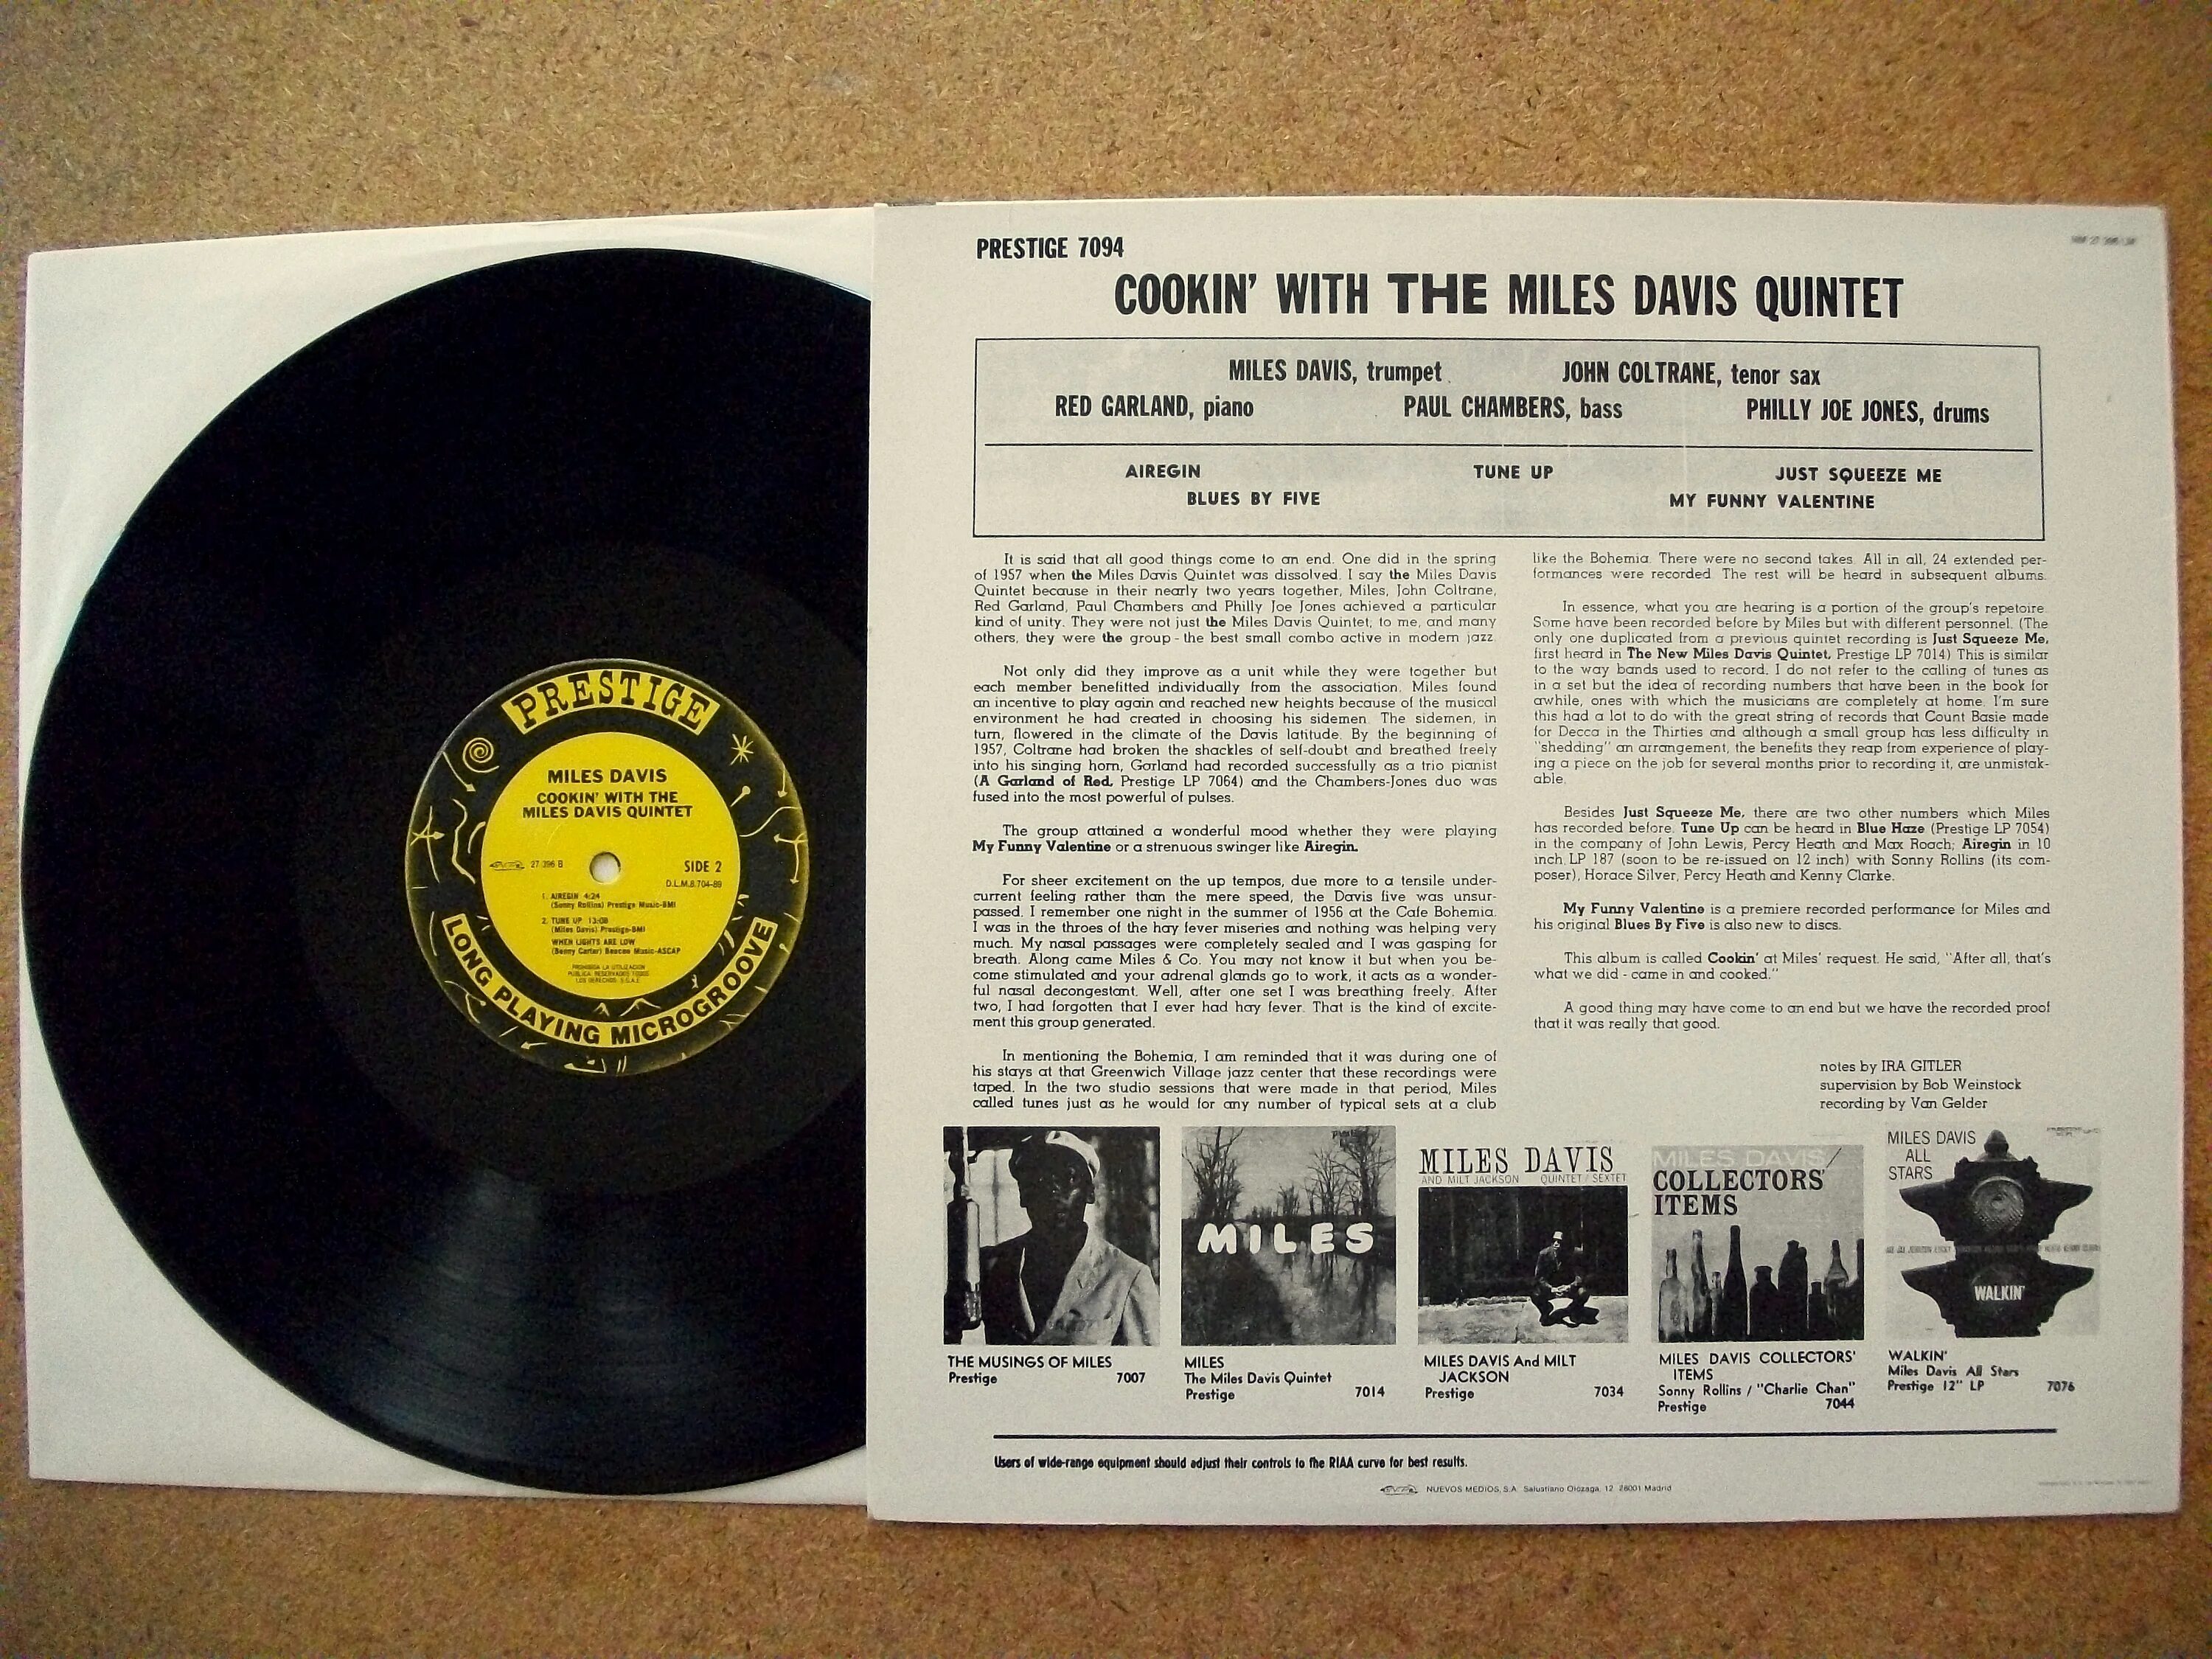 PRESTIGE
MILES DAVIS
COOKIN' WITH THE
MILES DAVIS QUINTET
27 396 B
SIDE 2
D.L.M.8.704-89
1. AIREGIN 4:24
(Sonny Rollins) Prestige Music-BMI
2. TUNE UP 13:08
(Miles Davis) Prestige-BMI
WHEN LIGHTS ARE LOW
(Benny Carter) Beacee Music-ASCAP
PROHIBIDA LA UTILIZACION
PUBLICA. RESERVADOS TODOS
LOS DERECHOS. S.G.A.E.
LONG PLAYING MICROGROOVE
PRESTIGE 7094
COOKIN' WITH THE MILES DAVIS QUINTET
MILES DAVIS, trumpet JOHN COLTRANE, tenor sax
RED GARLAND, piano PAUL CHAMBERS, bass PHILLY JOE JONES, drums
AIREGIN TUNE UP JUST SQUEEZE ME
BLUES BY FIVE MY FUNNY VALENTINE
It is said that all good things come to an end. One did in the spring
of 1957 when the Miles Davis Quintet was dissolved. I say the Miles Davis
Quintet because in their nearly two years together, Miles, John Coltrane,
Red Garland, Paul Chambers and Philly Joe Jones achieved a particular
kind of unity. They were not just the Miles Davis Quintet; to me, and many
others, they were the group - the best small combo active in modern jazz.
Not only did they improve as a unit while they were together but
each member benefitted individually from the association. Miles found
an incentive to play again and reached new heights because of the musical
environment he had created in choosing his sidemen. The sidemen, in
turn, flowered in the climate of the Davis latitude. By the beginning of
1957, Coltrane had broken the shackles of self-doubt and breathed freely
into his singing horn, Garland had recorded successfully as a trio pianist
(A Garland of Red, Prestige LP 7064) and the Chambers-Jones duo was
fused into the most powerful of pulses.
The group attained a wonderful mood whether they were playing
My Funny Valentine or a strenuous swinger like Airegin.
For sheer excitement on the up tempos, due more to a tensile under-
current feeling rather than the mere speed, the Davis five was unsur-
passed. I remember one night in the summer of 1956 at the Cafe Bohemia.
I was in the throes of the hay fever miseries and nothing was helping very
much. My nasal passages were completely sealed and I was gasping for
breath. Along came Miles & Co. You may not know it but when you be-
come stimulated and your adrenal glands go to work, it acts as a wonder-
ful nasal decongestant. Well, after one set I was breathing freely. After
two, I had forgotten that I ever had hay fever. That is the kind of excite-
ment this group generated.
In mentioning the Bohemia, I am reminded that it was during one of
his stays at that Greenwich Village jazz center that these recordings were
taped. In the two studio sessions that were made in that period, Miles
called tunes just as he would for any number of typical sets at a club
like the Bohemia. There were no second takes. All in all, 24 extended per-
formances were recorded. The rest will be heard in subsequent albums.
In essence, what you are hearing is a portion of the group's repetoire.
Some have been recorded before by Miles but with different personnel. (The
only one duplicated from a previous quintet recording is Just Squeeze Me,
first heard in The New Miles Davis Quintet, Prestige LP 7014) This is similar
to the way bands used to record. I do not refer to the calling of tunes as
in a set but the idea of recording numbers that have been in the book for
awhile, ones with which the musicians are completely at home. I'm sure
this had a lot to do with the great string of records that Count Basie made
for Decca in the Thirties and although a small group has less difficulty in
"shedding" an arrangement, the benefits they reap from experience of play-
ing a piece on the job for several months prior to recording it, are unmistak-
able.
Besides Just Squeeze Me, there are two other numbers which Miles
has recorded before. Tune Up can be heard in Blue Haze (Prestige LP 7054)
in the company of John Lewis, Percy Heath and Max Roach; Airegin in 10
inch LP 187 (soon to be re-issued on 12 inch) with Sonny Rollins (its com-
poser), Horace Silver, Percy Heath and Kenny Clarke.
My Funny Valentine is a premiere recorded performance for Miles and
his original Blues By Five is also new to discs.
This album is called Cookin' at Miles' request. He said, "After all, that's
what we did - came in and cooked."
A good thing may have come to an end but we have the recorded proof
that it was really that good.
notes by IRA GITLER
supervision by Bob Weinstock
recording by Van Gelder
MILES
MILES DAVIS
AND MILT JACKSON QUINTET / SEXTET
MILES DAVIS
COLLECTORS'
ITEMS
MILES DAVIS
ALL
STARS
WALKIN'
THE MUSINGS OF MILES
Prestige 7007
MILES
The Miles Davis Quintet
Prestige 7014
MILES DAVIS And MILT
JACKSON
Prestige 7034
MILES DAVIS COLLECTORS'
ITEMS
Sonny Rollins / "Charlie Chan"
Prestige 7044
WALKIN'
Miles Davis All Stars
Prestige 12" LP 7076
Users of wide-range equipment should adjust their controls to the RIAA curve for best results.
NUEVOS MEDIOS, S.A. Salustiano Olózaga, 12. 28001 Madrid